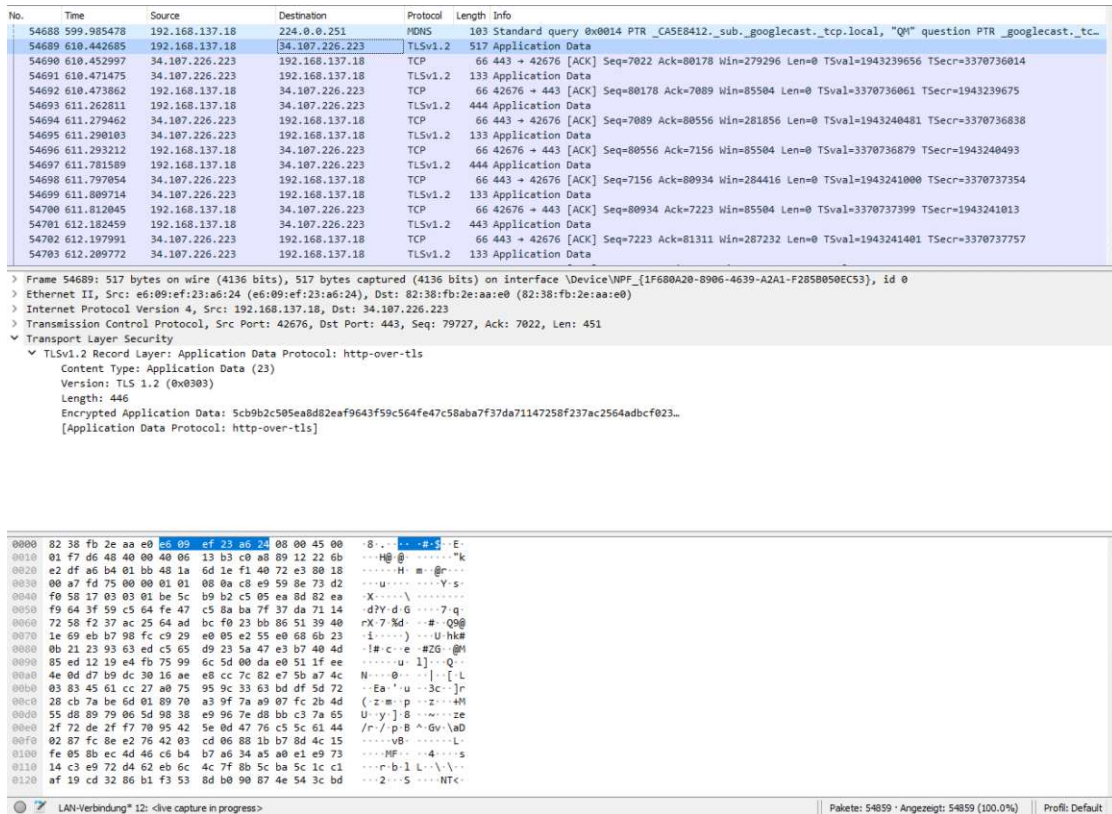 No. Time Source Destination Protocol Length Info
54688 599.985478 192.168.137.18 224.0.0.251 MDNS 103 Standard query 0x0014 PTR _CA5E8412._sub._googlecast._tcp.local, "QM" question PTR _googlecast._tc…
54689 610.442685 192.168.137.18 34.107.226.223 TLSv1.2 517 Application Data
54690 610.452997 34.107.226.223 192.168.137.18 TCP 66 443 → 42676 [ACK] Seq=7022 Ack=80178 Win=279296 Len=0 TSval=1943239656 TSecr=3370736014
54691 610.471475 34.107.226.223 192.168.137.18 TLSv1.2 133 Application Data
54692 610.473862 192.168.137.18 34.107.226.223 TCP 66 42676 → 443 [ACK] Seq=80178 Ack=7089 Win=85504 Len=0 TSval=3370736061 TSecr=1943239675
54693 611.262811 192.168.137.18 34.107.226.223 TLSv1.2 444 Application Data
54694 611.279462 34.107.226.223 192.168.137.18 TCP 66 443 → 42676 [ACK] Seq=7089 Ack=80556 Win=281856 Len=0 TSval=1943240481 TSecr=3370736838
54695 611.290103 34.107.226.223 192.168.137.18 TLSv1.2 133 Application Data
54696 611.293212 192.168.137.18 34.107.226.223 TCP 66 42676 → 443 [ACK] Seq=80556 Ack=7156 Win=85504 Len=0 TSval=3370736879 TSecr=1943240493
54697 611.781589 192.168.137.18 34.107.226.223 TLSv1.2 444 Application Data
54698 611.797054 34.107.226.223 192.168.137.18 TCP 66 443 → 42676 [ACK] Seq=7156 Ack=80934 Win=284416 Len=0 TSval=1943241000 TSecr=3370737354
54699 611.809714 34.107.226.223 192.168.137.18 TLSv1.2 133 Application Data
54700 611.812045 192.168.137.18 34.107.226.223 TCP 66 42676 → 443 [ACK] Seq=80934 Ack=7223 Win=85504 Len=0 TSval=3370737399 TSecr=1943241013
54701 612.182459 192.168.137.18 34.107.226.223 TLSv1.2 443 Application Data
54702 612.197991 34.107.226.223 192.168.137.18 TCP 66 443 → 42676 [ACK] Seq=7223 Ack=81311 Win=287232 Len=0 TSval=1943241401 TSecr=3370737757
54703 612.209772 34.107.226.223 192.168.137.18 TLSv1.2 133 Application Data
Frame 54689: 517 bytes on wire (4136 bits), 517 bytes captured (4136 bits) on interface \Device\NPF_{1F680A20-8906-4639-A2A1-F285B050EC53}, id 0
Ethernet II, Src: e6:09:ef:23:a6:24 (e6:09:ef:23:a6:24), Dst: 82:38:fb:2e:aa:e0 (82:38:fb:2e:aa:e0)
Internet Protocol Version 4, Src: 192.168.137.18, Dst: 34.107.226.223
Transmission Control Protocol, Src Port: 42676, Dst Port: 443, Seq: 79727, Ack: 7022, Len: 451
Transport Layer Security
TLSv1.2 Record Layer: Application Data Protocol: http-over-tls
Content Type: Application Data (23)
Version: TLS 1.2 (0x0303)
Length: 446
Encrypted Application Data: 5cb9b2c505ea8d82eaf9643f59c564fe47c58aba7f37da71147258f237ac2564adbcf023…
[Application Data Protocol: http-over-tls]
0000 82 38 fb 2e aa e0 e6 09 ef 23 a6 24 08 00 45 00 ·8·.·····#·$··E·
0010 01 f7 d6 48 40 00 40 06 13 b3 c0 a8 89 12 22 6b ···H@·@·······"k
0020 e2 df a6 b4 01 bb 48 1a 6d 1e f1 40 72 e3 80 18 ······H·m··@r···
0030 00 a7 fd 75 00 00 01 01 08 0a c8 e9 59 8e 73 d2 ···u········Y·s·
0040 f0 58 17 03 03 01 be 5c b9 b2 c5 05 ea 8d 82 ea ·X·····\········
0050 f9 64 3f 59 c5 64 fe 47 c5 8a ba 7f 37 da 71 14 ·d?Y·d·G····7·q·
0060 72 58 f2 37 ac 25 64 ad bc f0 23 bb 86 51 39 40 rX·7·%d···#··Q9@
0070 1e 69 eb b7 98 fc c9 29 e0 05 e2 55 e0 68 6b 23 ·i·····)···U·hk#
0080 0b 21 23 93 63 ed c5 65 d9 23 5a 47 e3 b7 40 4d ·!#·c··e·#ZG··@M
0090 85 ed 12 19 e4 fb 75 99 6c 5d 00 da e0 51 1f ee ······u·l]···Q··
00a0 4e 0d d7 b9 dc 30 16 ae e8 cc 7c 82 e7 5b a7 4c N····0····|··[·L
00b0 03 83 45 61 cc 27 a0 75 95 9c 33 63 bd df 5d 72 ··Ea·'·u··3c··]r
00c0 28 cb 7a be 6d 01 89 70 a3 9f 7a a9 07 fc 2b 4d (·z·m··p··z···+M
00d0 55 d8 89 79 06 5d 98 38 e9 96 7e d8 bb c3 7a 65 U··y·]·8··~···ze
00e0 2f 72 de 2f f7 70 95 42 5e 0d 47 76 c5 5c 61 44 /r·/·p·B^·Gv·\aD
00f0 02 87 fc 8e e2 76 42 03 cd 06 88 1b b7 8d 4c 15 ·····vB·······L·
0100 fe 05 8b ec 4d 46 c6 b4 b7 a6 34 a5 a0 e1 e9 73 ····MF····4····s
0110 14 c3 e9 72 d4 62 eb 6c 4c 7f 8b 5c ba 5c 1c c1 ···r·b·lL··\·\··
0120 af 19 cd 32 86 b1 f3 53 8d b0 90 87 4e 54 3c bd ···2···S····NT<·
LAN-Verbindung* 12: <live capture in progress> Pakete: 54859 · Angezeigt: 54859 (100.0%) Profil: Default